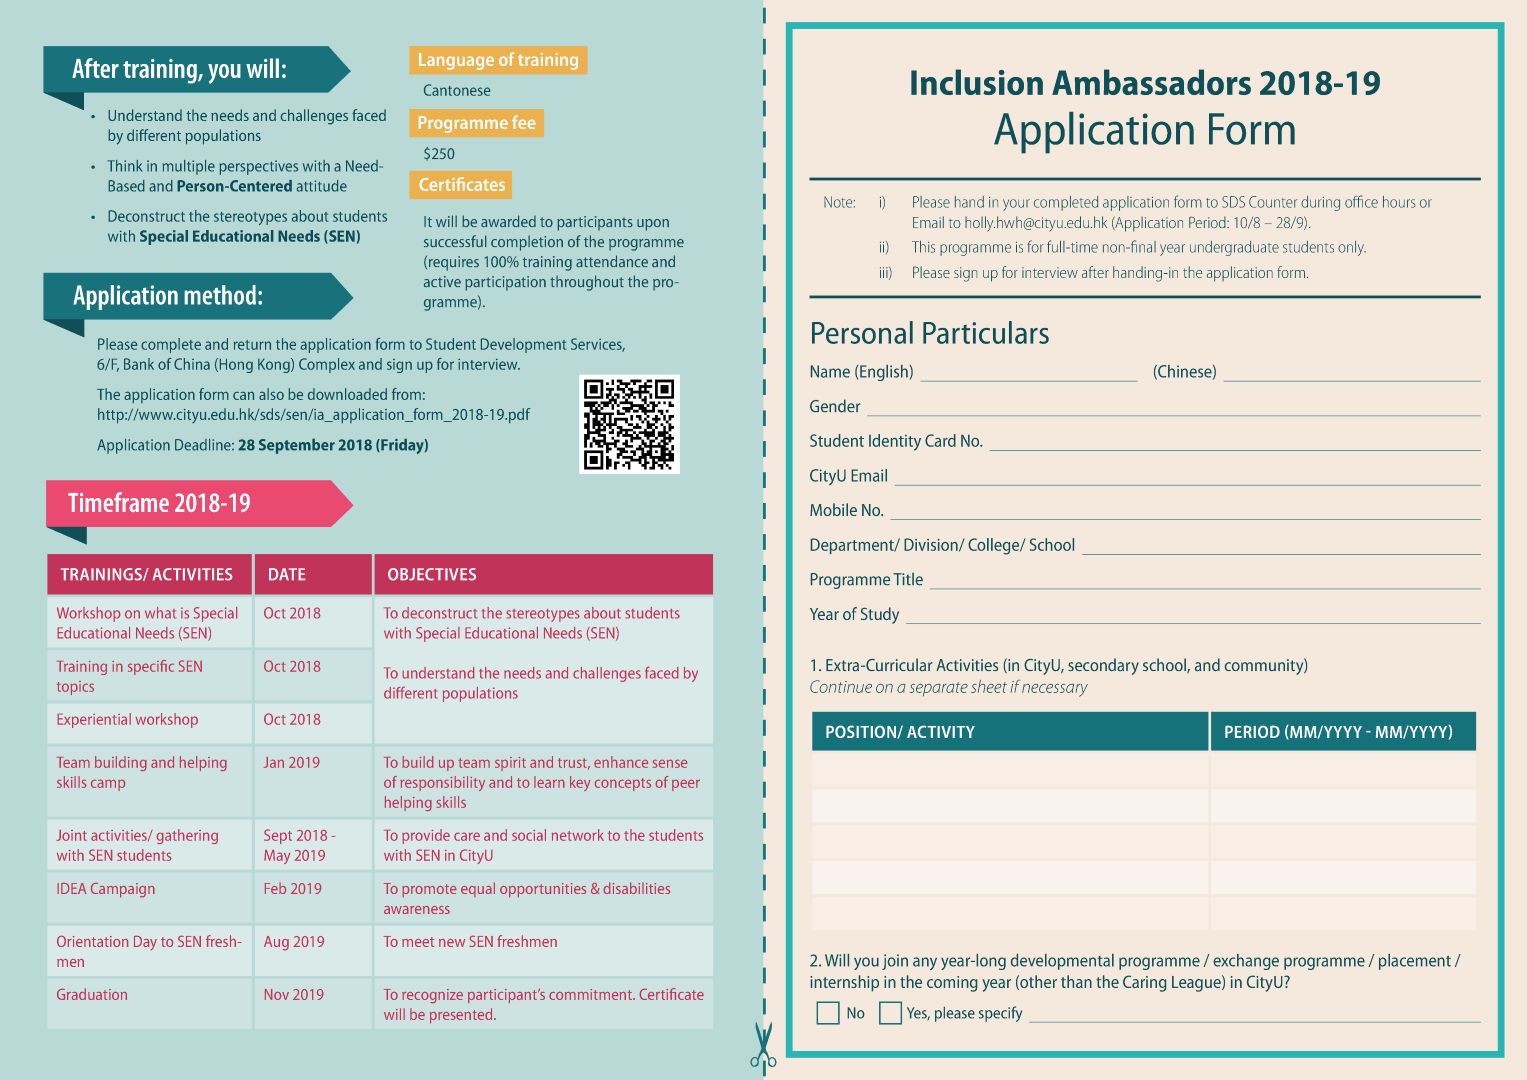 After training, you will:
• Understand the needs and challenges faced
by different populations
• Think in multiple perspectives with a Need-
Based and Person-Centered attitude
• Deconstruct the stereotypes about students
with Special Educational Needs (SEN)
Language of training
Cantonese
Programme fee
$250
Certificates
It will be awarded to participants upon
successful completion of the programme
(requires 100% training attendance and
active participation throughout the pro-
gramme).
Application method:
Please complete and return the application form to Student Development Services,
6/F, Bank of China (Hong Kong) Complex and sign up for interview.
The application form can also be downloaded from:
http://www.cityu.edu.hk/sds/sen/ia_application_form_2018-19.pdf
Application Deadline: 28 September 2018 (Friday)
Timeframe 2018-19
TRAININGS/ ACTIVITIES DATE OBJECTIVES
Workshop on what is Special
Educational Needs (SEN)
Oct 2018
To deconstruct the stereotypes about students
with Special Educational Needs (SEN)
Training in specific SEN
topics
Oct 2018
To understand the needs and challenges faced by
different populations
Experiential workshop
Oct 2018
Team building and helping
skills camp
Jan 2019
To build up team spirit and trust, enhance sense
of responsibility and to learn key concepts of peer
helping skills
Joint activities/ gathering
with SEN students
Sept 2018 -
May 2019
To provide care and social network to the students
with SEN in CityU
IDEA Campaign
Feb 2019
To promote equal opportunities & disabilities
awareness
Orientation Day to SEN fresh-
men
Aug 2019
To meet new SEN freshmen
Graduation
Nov 2019
To recognize participant's commitment. Certificate
will be presented.
Inclusion Ambassadors 2018-19
Application Form
Note: i) Please hand in your completed application form to SDS Counter during office hours or
Email to holly.hwh@cityu.edu.hk (Application Period: 10/8 – 28/9).
ii) This programme is for full-time non-final year undergraduate students only.
iii) Please sign up for interview after handing-in the application form.
Personal Particulars
Name (English) (Chinese)
Gender
Student Identity Card No.
CityU Email
Mobile No.
Department/ Division/ College/ School
Programme Title
Year of Study
1. Extra-Curricular Activities (in CityU, secondary school, and community)
Continue on a separate sheet if necessary
POSITION/ ACTIVITY PERIOD (MM/YYYY - MM/YYYY)
2. Will you join any year-long developmental programme / exchange programme / placement /
internship in the coming year (other than the Caring League) in CityU?
No Yes, please specify